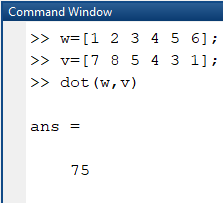 Command Window
>> w=[1 2 3 4 5 6];
>> v=[7 8 5 4 3 1];
>> dot(w,v)
ans =
75